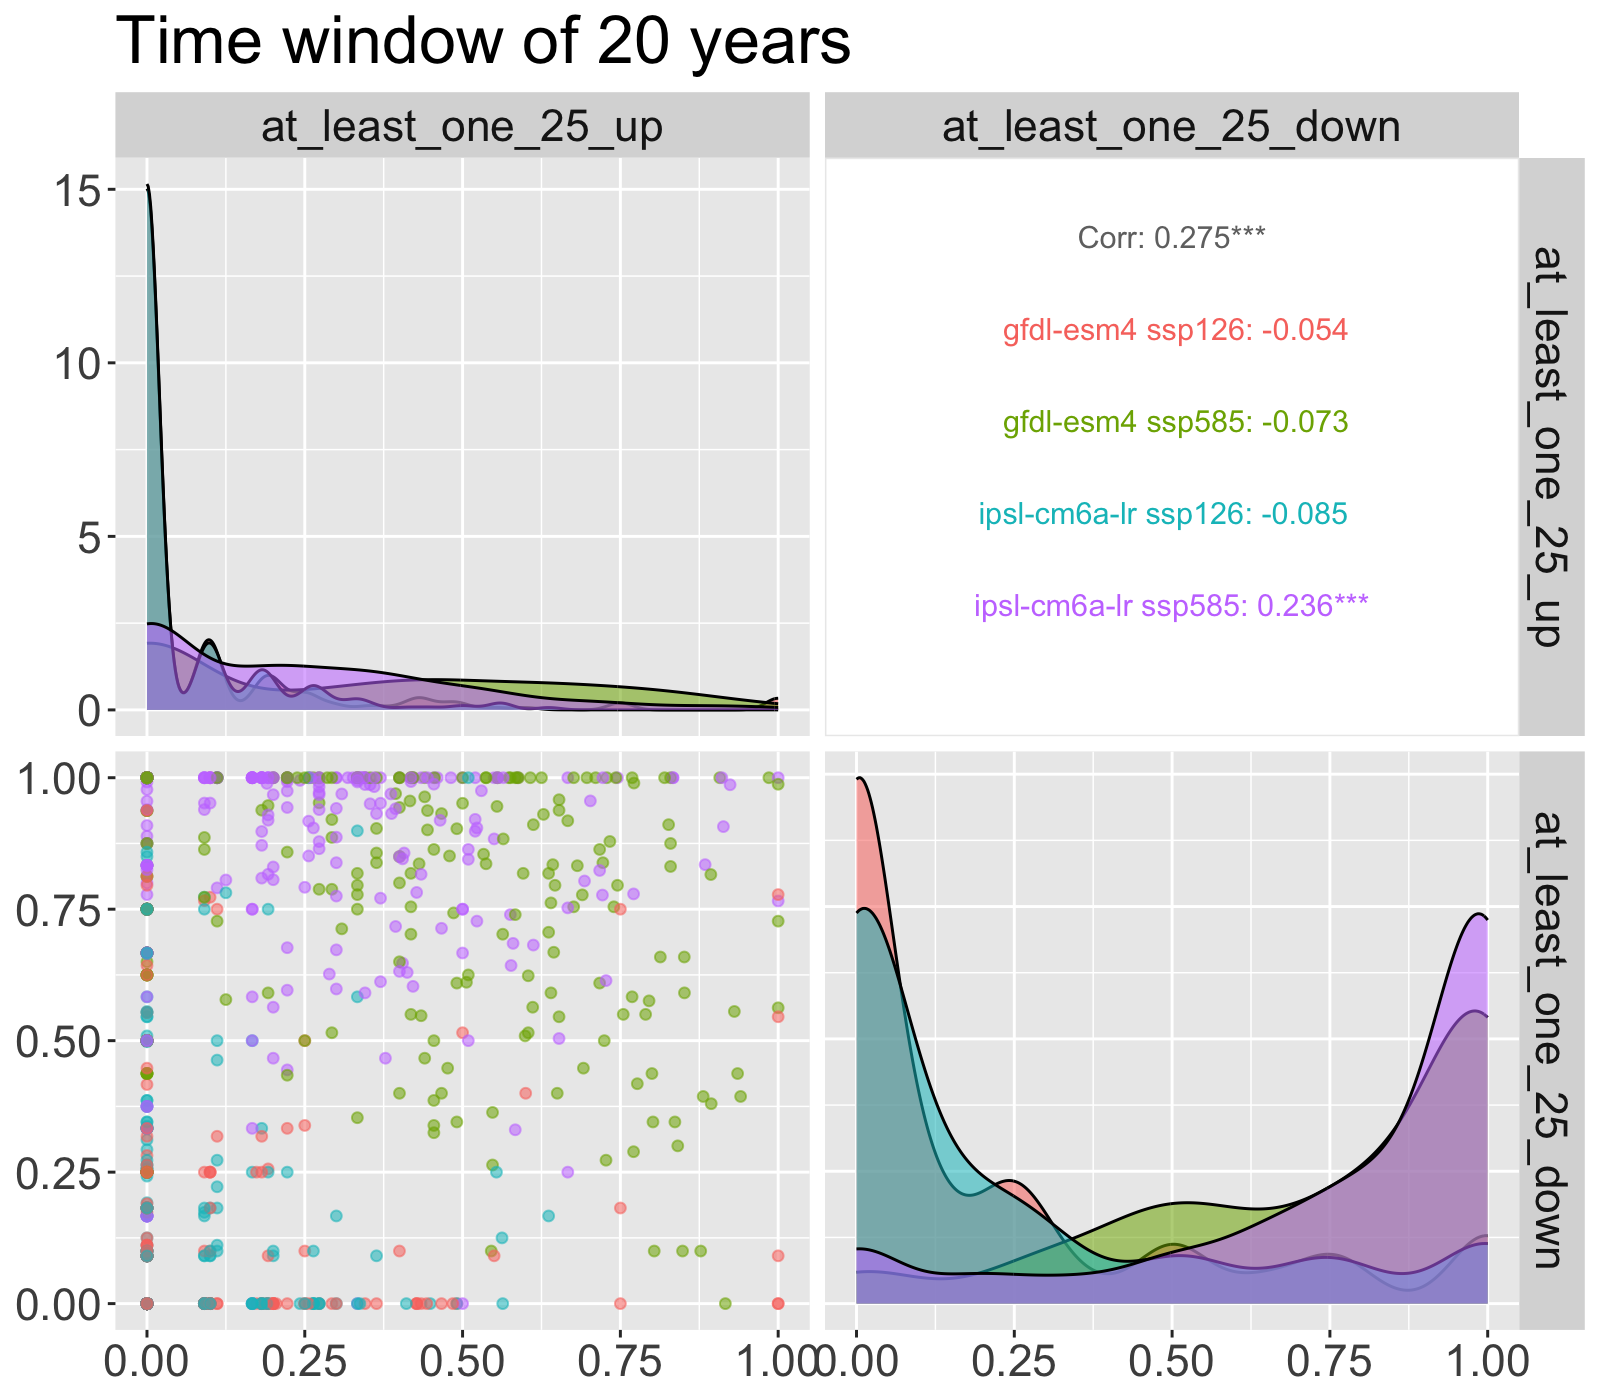 Time window of 20 years
at_least_one_25_up
at_least_one_25_down
15
10
5
0
Corr: 0.275***
gfdl-esm4 ssp126: -0.054
gfdl-esm4 ssp585: -0.073
ipsl-cm6a-lr ssp126: -0.085
ipsl-cm6a-lr ssp585: 0.236***
at_least_one_25_up
1.00
0.75
0.50
0.25
0.00
at_least_one_25_down
0.00 0.25 0.50 0.75 1.00
0.00 0.25 0.50 0.75 1.00